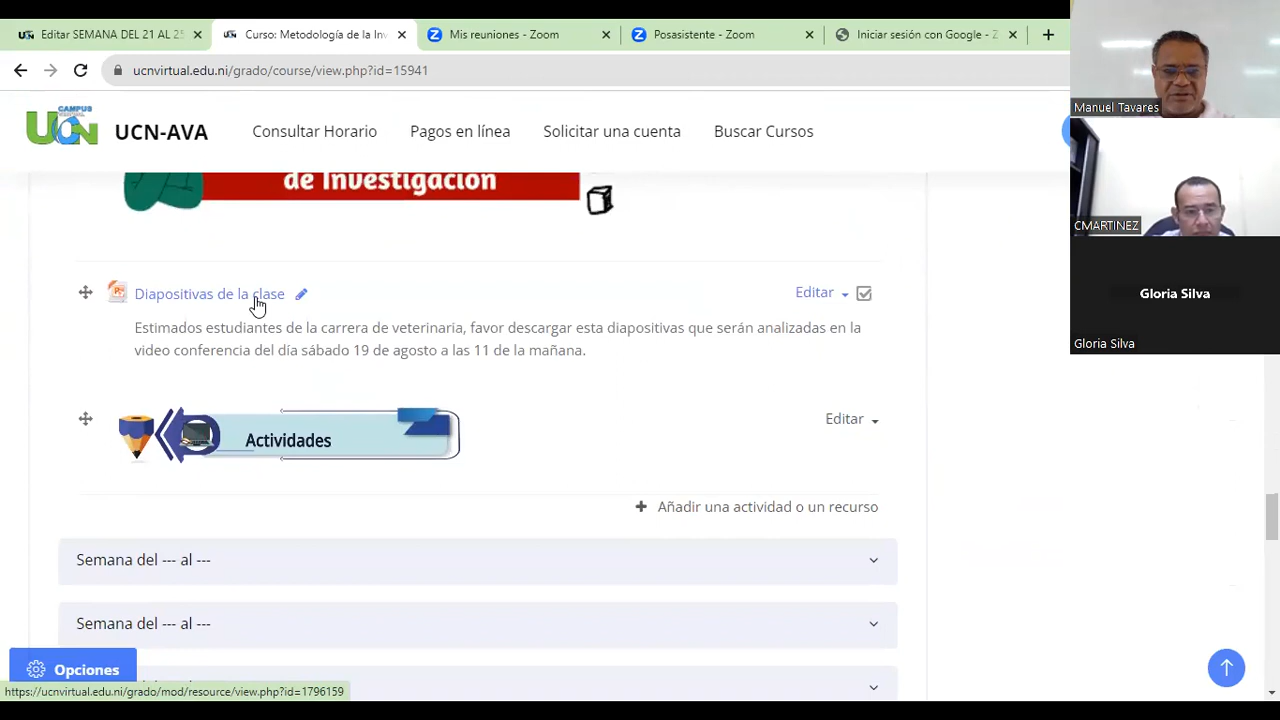 Editar SEMANA DEL 21 AL 25
Curso: Metodología de la Inv
Mis reuniones - Zoom
Posasistente - Zoom
Iniciar sesión con Google - Z
ucnvirtual.edu.ni/grado/course/view.php?id=15941
CAMPUS
UCN
UCN-AVA
Consultar Horario
Pagos en línea
Solicitar una cuenta
Buscar Cursos
Manuel Tavares
CMARTINEZ
Gloria Silva
Gloria Silva
de Investigación
Diapositivas de la clase
Editar
Estimados estudiantes de la carrera de veterinaria, favor descargar esta diapositivas que serán analizadas en la
video conferencia del día sábado 19 de agosto a las 11 de la mañana.
Actividades
Editar
Añadir una actividad o un recurso
Semana del --- al ---
Semana del --- al ---
Opciones
https://ucnvirtual.edu.ni/grado/mod/resource/view.php?id=1796159